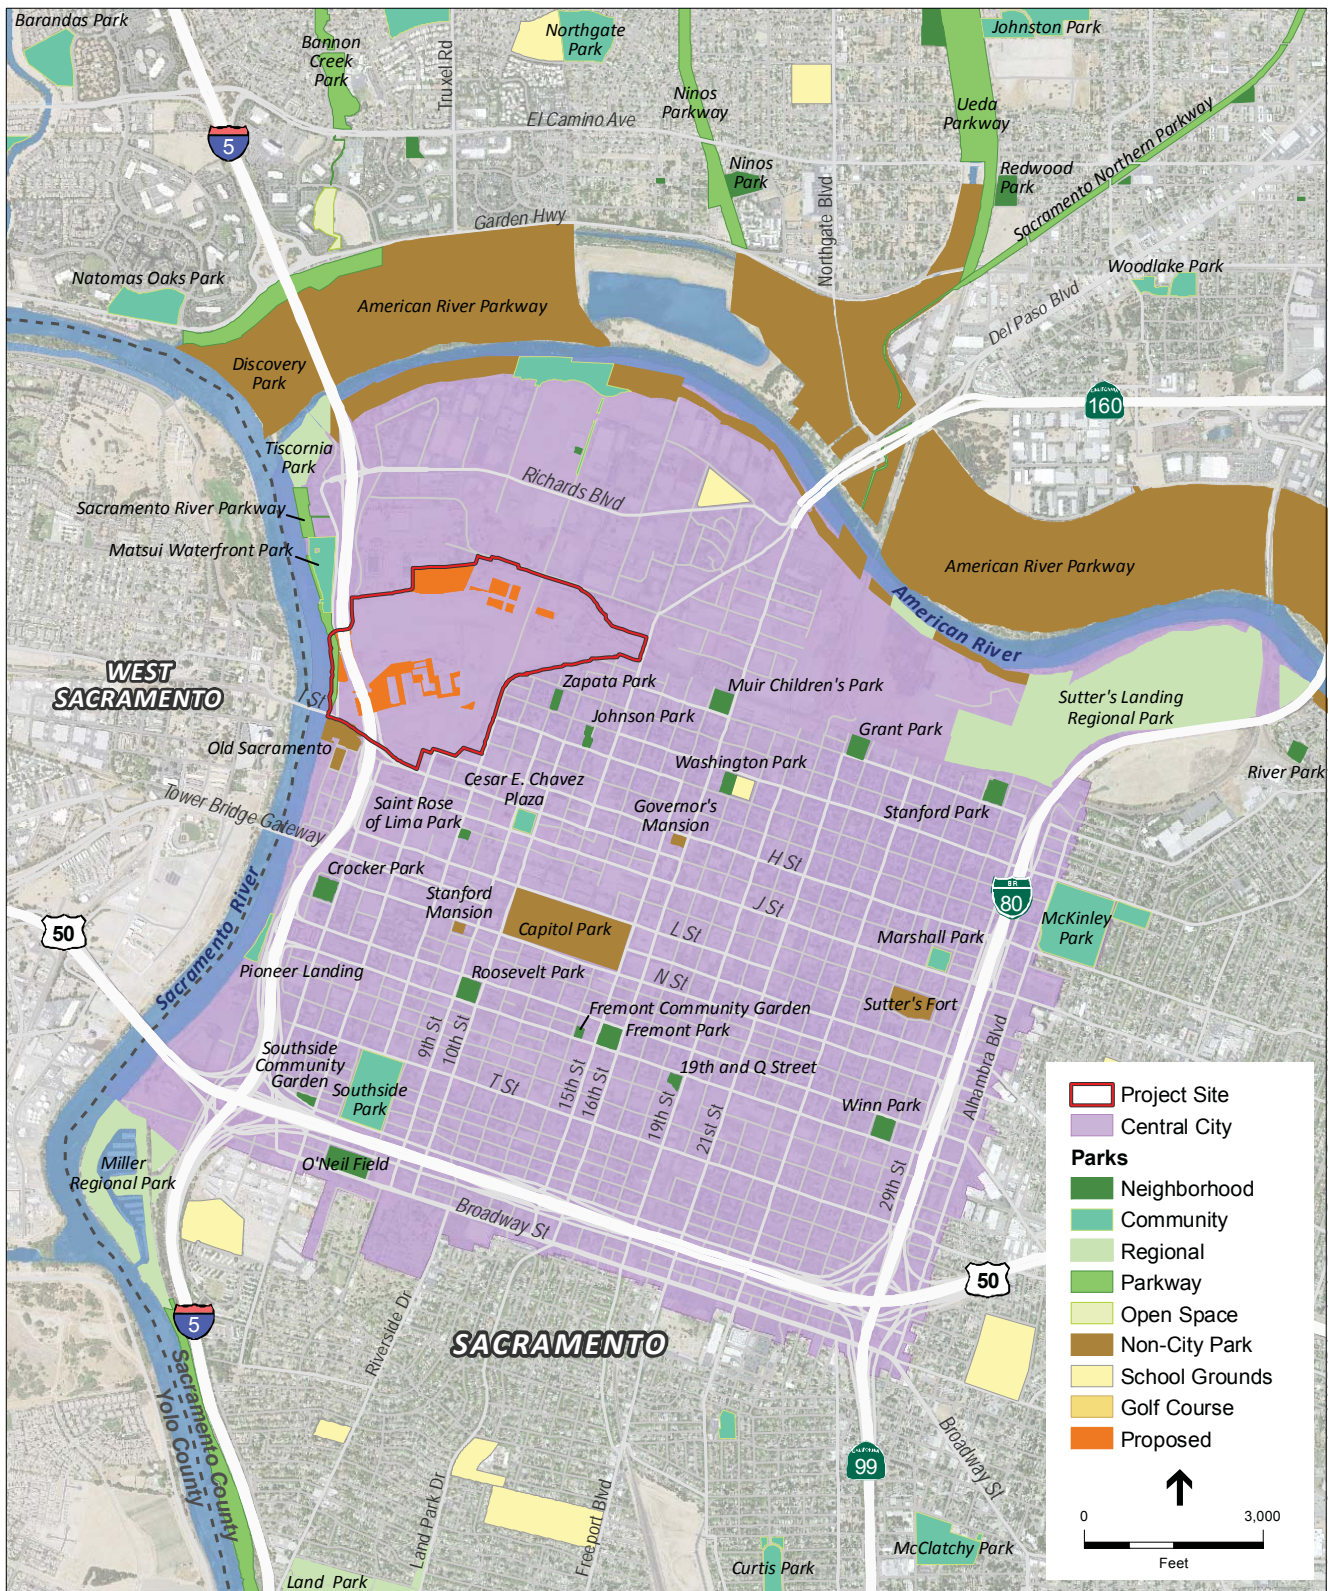 Barandas Park
Bannon
Creek
Park
Truxel Rd
Northgate
Park
Johnston Park
El Camino Ave
Ninos
Parkway
Ueda
Parkway
5
Ninos
Park
Northgate Blvd
Redwood
Park
Sacramento Northern Parkway
Garden Hwy
Natomas Oaks Park
American River Parkway
Woodlake Park
Del Paso Blvd
Discovery
Park
CALIFORNIA
160
Tiscornia
Park
Richards Blvd
Sacramento River Parkway
Matsui Waterfront Park
American River Parkway
American River
WEST
SACRAMENTO
I St
Zapata Park
Muir Children's Park
Sutter's Landing
Regional Park
Johnson Park
Grant Park
Old Sacramento
Washington Park
River Park
Cesar E. Chavez
Plaza
Tower Bridge Gateway
Saint Rose
of Lima Park
Governor's
Mansion
Stanford Park
H St
Crocker Park
Stanford
Mansion
J St
BR
80
McKinley
Park
50
Capitol Park
L St
Marshall Park
Sacramento River
Pioneer Landing
Roosevelt Park
N St
Sutter's Fort
Fremont Community Garden
Fremont Park
9th St
10th St
Southside
Community
Garden
Southside
Park
T St
15th St
16th St
19th and Q Street
19th St
21st St
Winn Park
Alhambra Blvd
29th St
Miller
Regional Park
O'Neil Field
Broadway St
50
5
Riverside Dr
SACRAMENTO
Sacramento County
Yolo County
Land Park Dr
Freeport Blvd
CALIFORNIA
99
Broadway St
Land Park
Curtis Park
McClatchy Park
Project Site
Central City
Parks
Neighborhood
Community
Regional
Parkway
Open Space
Non-City Park
School Grounds
Golf Course
Proposed
0 3,000
Feet